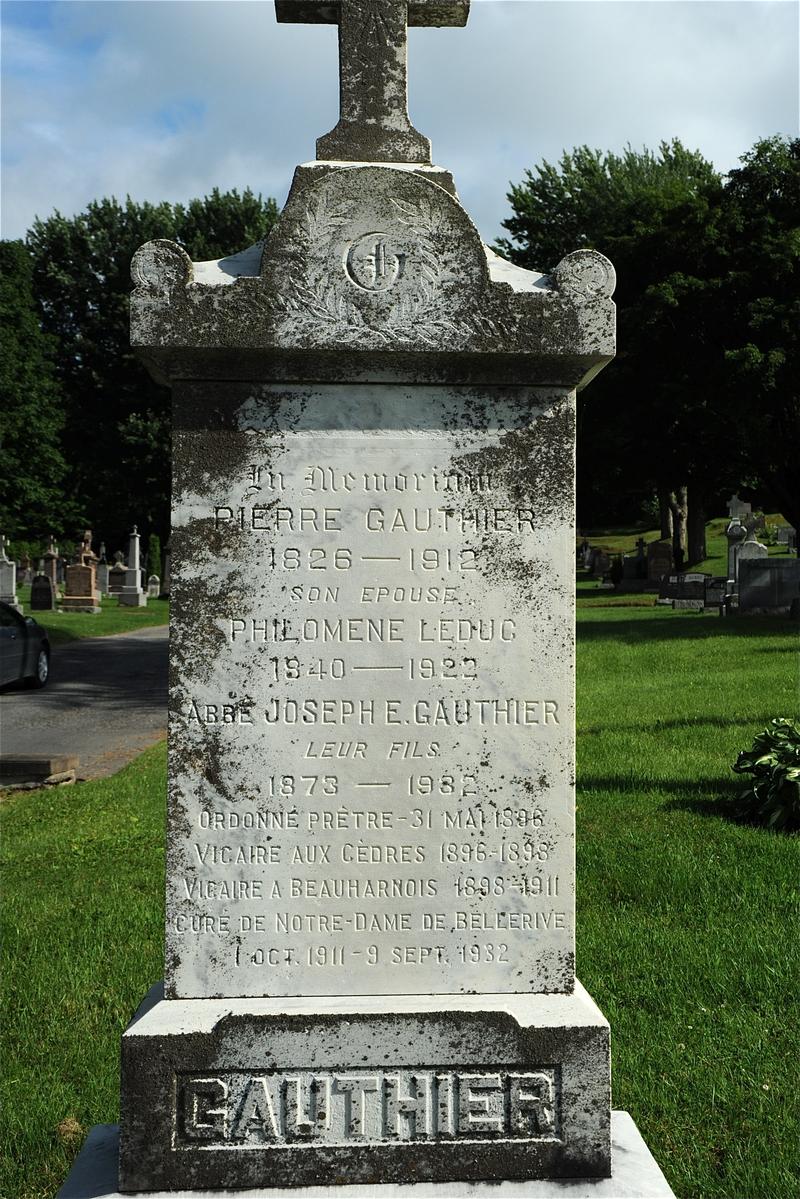 In Memoriam
PIERRE GAUTHIER
1826 — 1912
SON EPOUSE
PHILOMENE LEDUC
1840 — 1922
ABBÉ JOSEPH E. GAUTHIER
LEUR FILS
1873 — 1932
ORDONNÉ PRÊTRE - 31 MAI 1896
VICAIRE AUX CÈDRES 1896-1898
VICAIRE A BEAUHARNOIS 1898-1911
CURÉ DE NOTRE-DAME DE BELLERIVE
1 OCT. 1911 - 9 SEPT. 1932
GAUTHIER